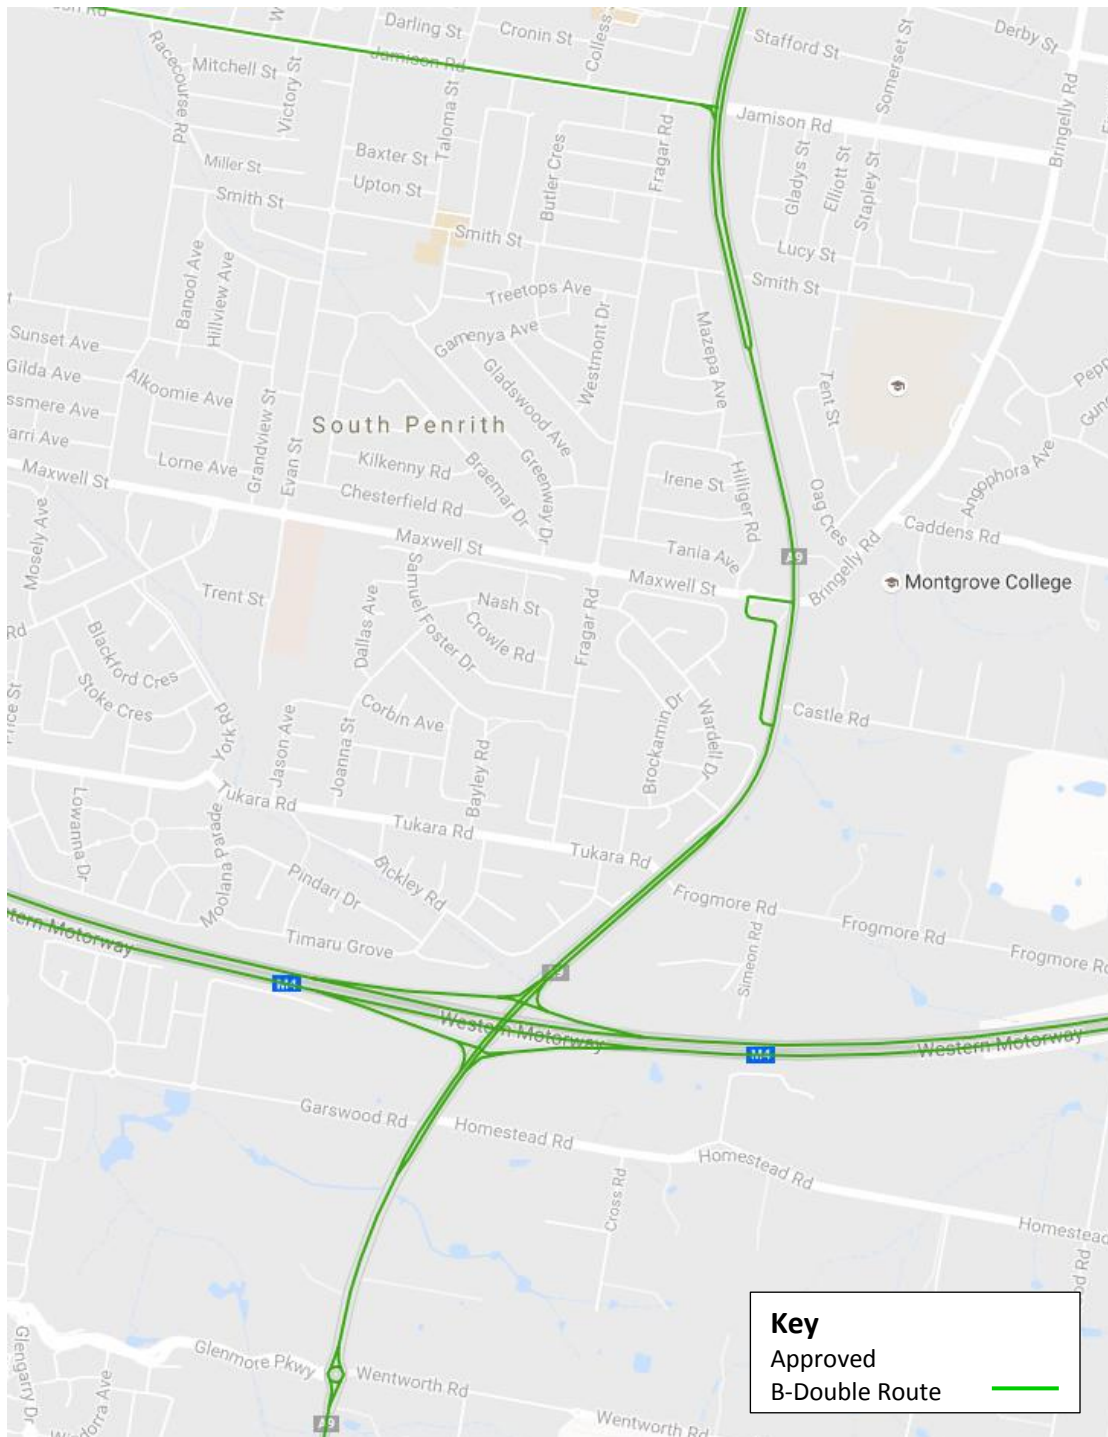 Darling St
Cronin St
Colless
Stafford St
Somerset St
Derby St
Racecourse Rd
Mitchell St
Victory St
Jamison Rd
Taloma St
Jamison Rd
Bringelly Rd
Miller St
Baxter St
Upton St
Butler Cres
Fragar Rd
Gladys St
Elliott St
Stapley St
Smith St
Smith St
Lucy St
Smith St
Banool Ave
Hillview Ave
Treetops Ave
Gamenya Ave
Westmont Dr
Mazepa Ave
Sunset Ave
Gilda Ave
Alkoomie Ave
Gladswood Ave
Tent St
Grandview St
South Penrith
Evan St
Lorne Ave
Kilkenny Rd
Braemar Dr
Greenway Dr
Chesterfield Rd
Irene St
Hilliger Rd
Oag Cres
Angophora Ave
Maxwell St
Mosely Ave
Maxwell St
Tania Ave
A9
Bringelly Rd
Caddens Rd
Maxwell St
Montgrove College
Trent St
Dallas Ave
Samuel Foster Dr
Nash St
Crowle Rd
Fragar Rd
Rd
Blackford Cres
Stoke Cres
York Rd
Jason Ave
Joanna St
Corbin Ave
Bayley Rd
Brockamin Dr
Wardell Dr
Castle Rd
Lowanna Dr
Tukara Rd
Moolana Parade
Tukara Rd
Tukara Rd
Pindari Dr
Bickley Rd
Frogmore Rd
Frogmore Rd
Frogmore Rd
Simeon Rd
tern Motorway
Timaru Grove
A9
M4
Western Motorway
M4
Western Motorway
Garswood Rd
Homestead Rd
Homestead Rd
Cross Rd
Homestead
od Rd
Glengarry Dr
Glenmore Pkwy
Wentworth Rd
A9
Wentworth Rd
Key
Approved
B-Double Route